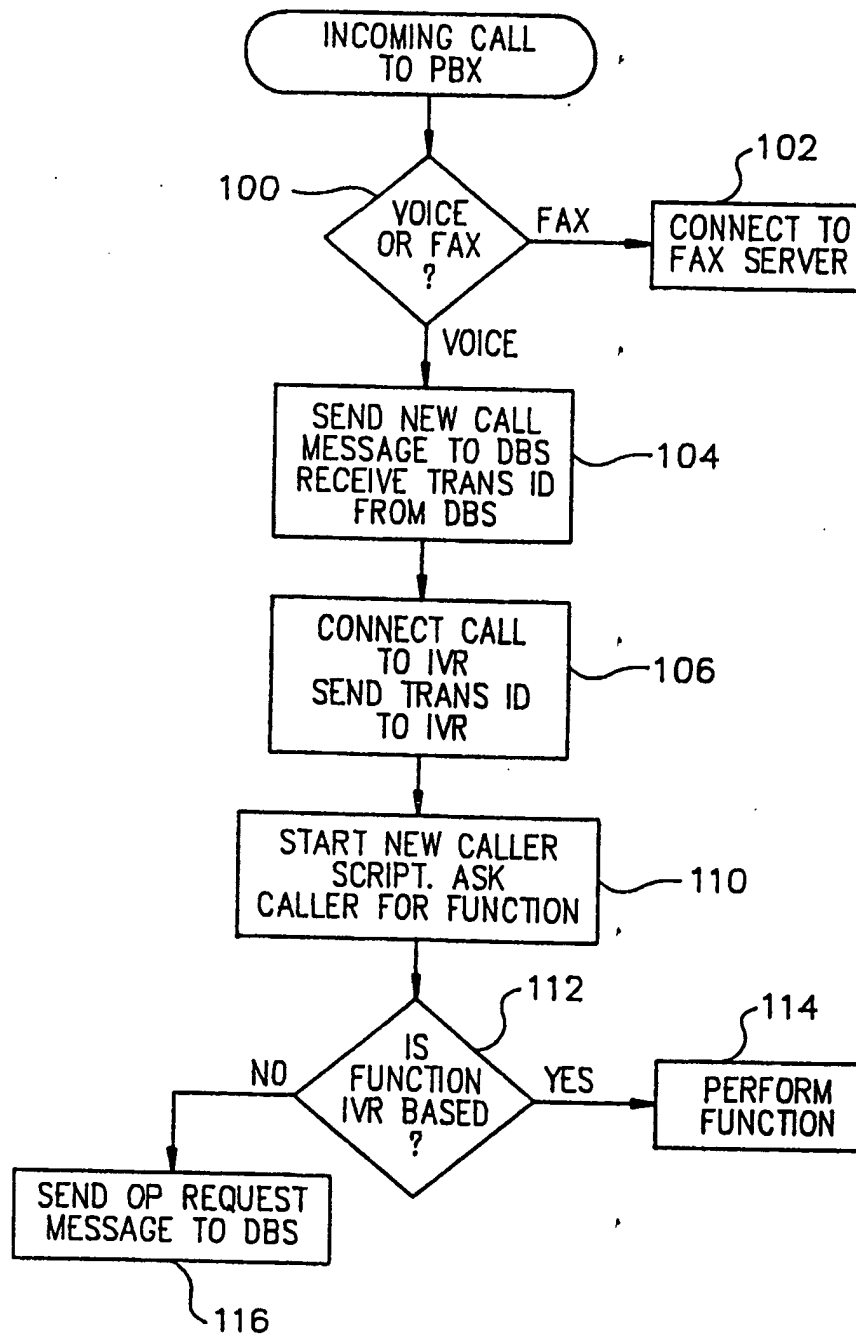 INCOMING CALL
TO PBX
102
100
VOICE
OR FAX
?
FAX
CONNECT TO
FAX SERVER
VOICE
SEND NEW CALL
MESSAGE TO DBS
RECEIVE TRANS ID
FROM DBS
104
CONNECT CALL
TO IVR
SEND TRANS ID
TO IVR
106
START NEW CALLER
SCRIPT. ASK
CALLER FOR FUNCTION
110
112
114
IS
FUNCTION
IVR BASED
?
NO
YES
PERFORM
FUNCTION
SEND OP REQUEST
MESSAGE TO DBS
116